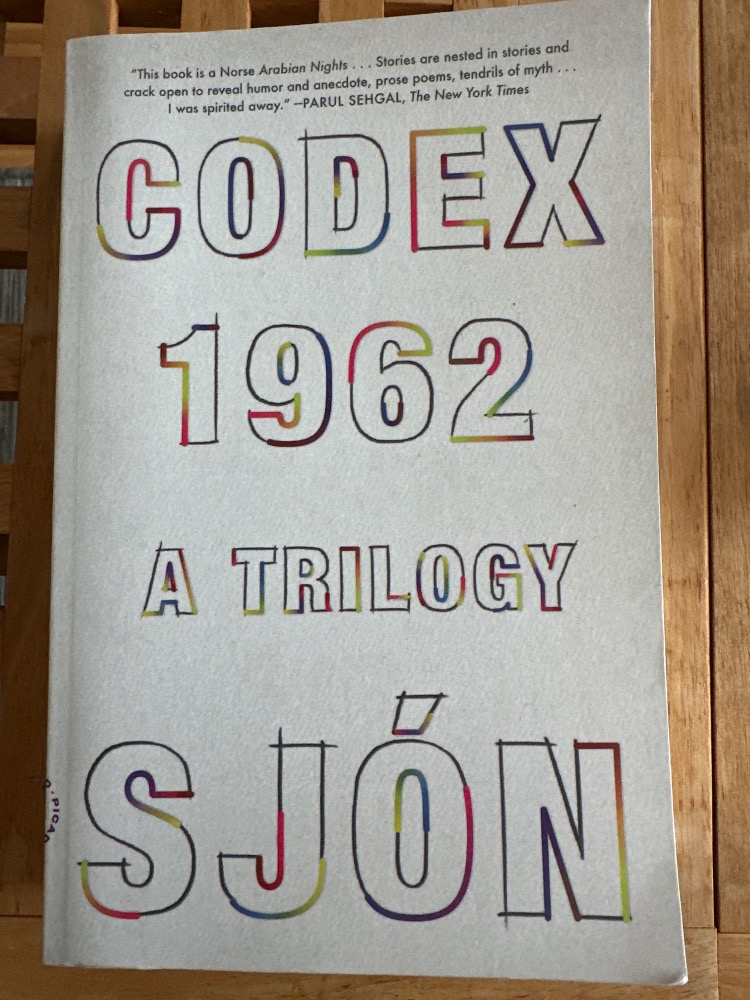 “This book is a Norse Arabian Nights . . . Stories are nested in stories and
crack open to reveal humor and anecdote, prose poems, tendrils of myth . . .
I was spirited away.” —PARUL SEHGAL, The New York Times
CODEX
1962
A TRILOGY
SJÓN